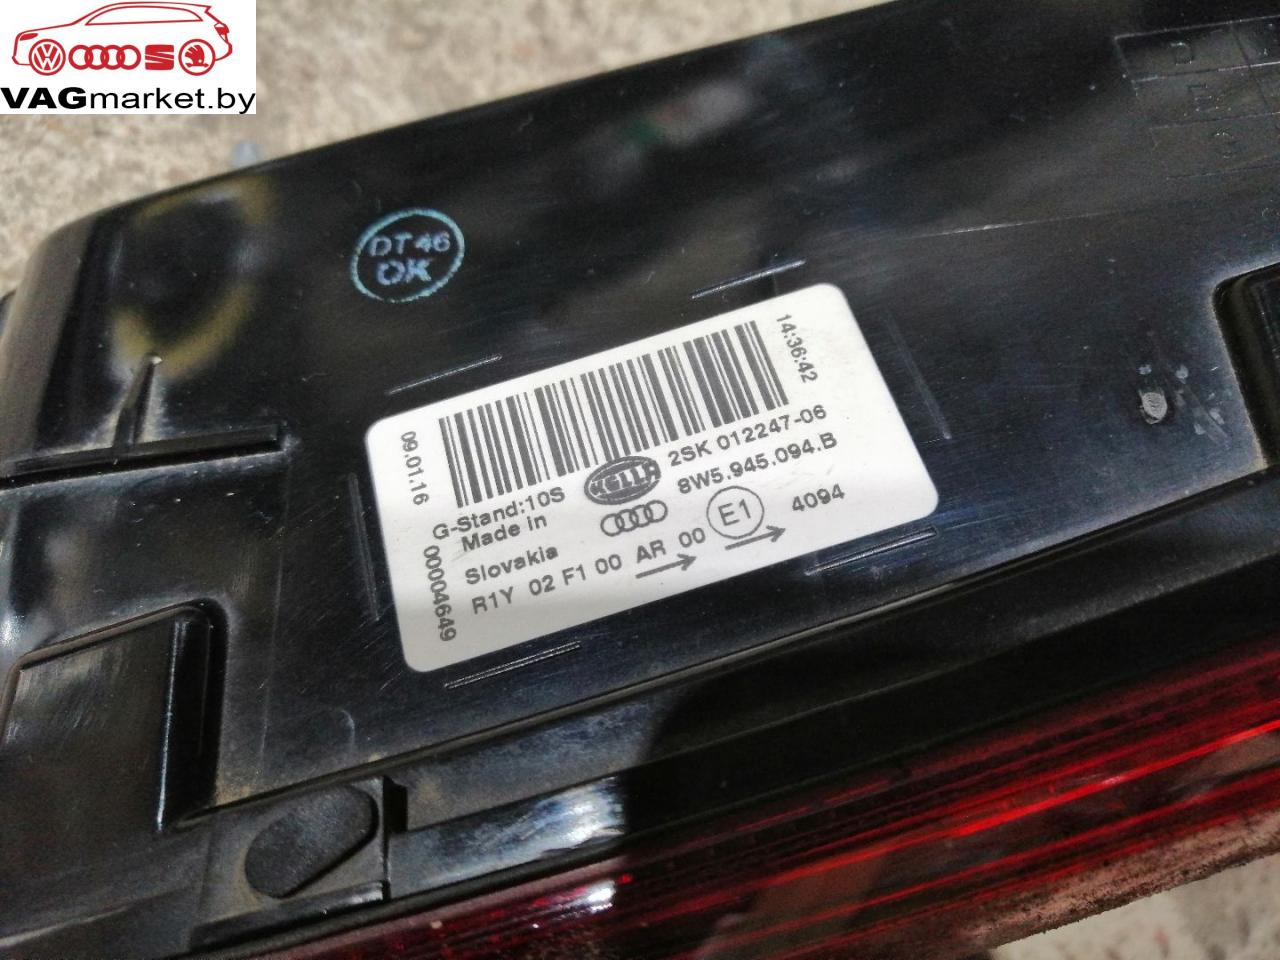 VAGmarket.by
DT46
OK
D
E
G
14:36:42
09.01.16
2SK 012247-06
G-Stand:10S
HELLA
8W5.945.094.B
Made in
Slovakia
E1
4094
R1Y 02 F1 00 AR 00
00004649